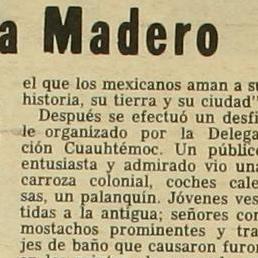 a Madero
el que los mexicanos aman a su
historia, su tierra y su ciudad"
Después se efectuó un desfi-
le organizado por la Delega-
ción Cuauhtémoc. Un público
entusiasta y admirado vio una
carroza colonial, coches cale-
sas, un palanquín. Jóvenes ves-
tidas a la antigua; señores con
mostachos prominentes y tra-
jes de baño que causaron furor